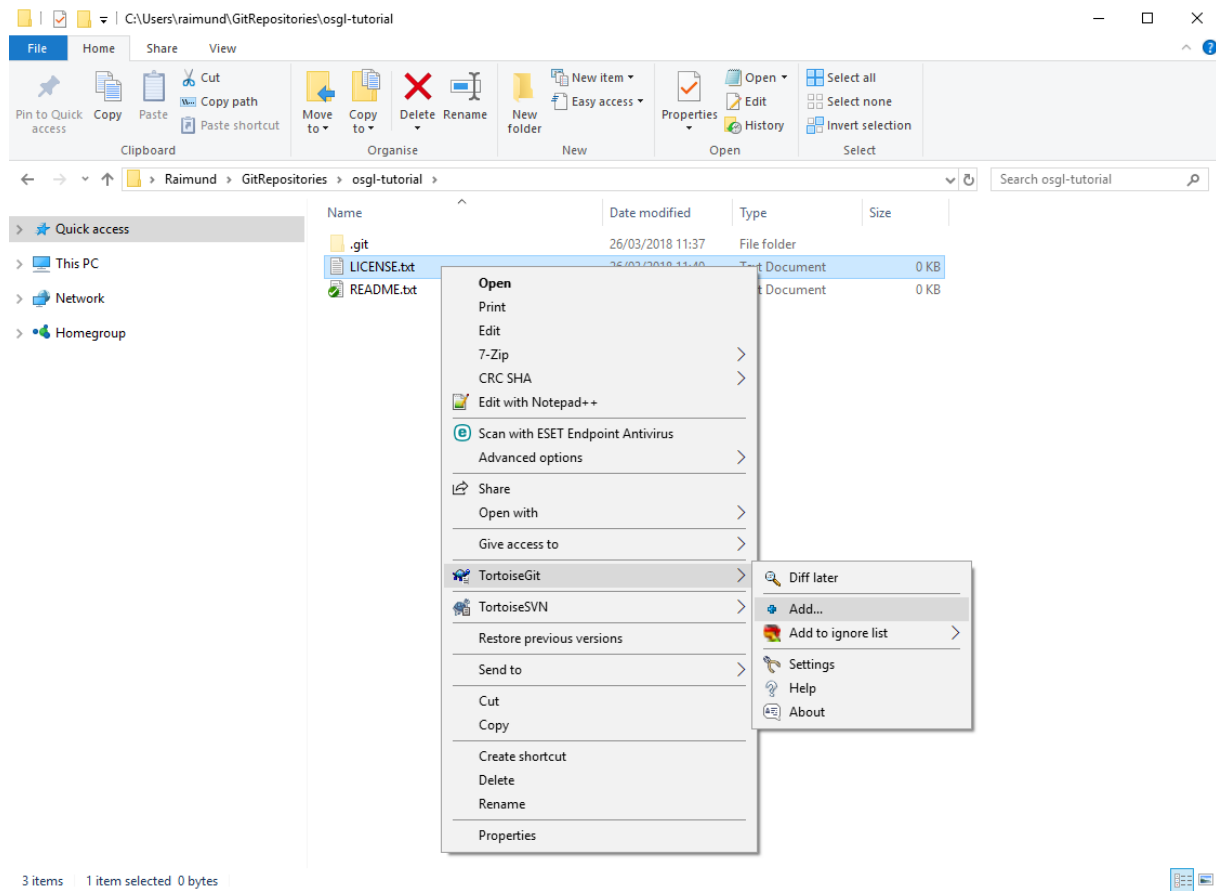 C:\Users\raimund\GitRepositories\osgl-tutorial
File Home Share View
Pin to Quick access
Copy
Paste
Cut
Copy path
Paste shortcut
Clipboard
Move to
Copy to
Delete
Rename
Organise
New folder
New item
Easy access
New
Properties
Open
Edit
History
Open
Select all
Select none
Invert selection
Select
Raimund > GitRepositories > osgl-tutorial >
Search osgl-tutorial
Quick access
This PC
Network
Homegroup
Name Date modified Type Size
.git 26/03/2018 11:37 File folder
LICENSE.txt 26/03/2018 11:40 Text Document 0 KB
README.txt t Document 0 KB
Open
Print
Edit
7-Zip
CRC SHA
Edit with Notepad++
Scan with ESET Endpoint Antivirus
Advanced options
Share
Open with
Give access to
TortoiseGit
TortoiseSVN
Restore previous versions
Send to
Cut
Copy
Create shortcut
Delete
Rename
Properties
Diff later
Add...
Add to ignore list
Settings
Help
About
3 items 1 item selected 0 bytes